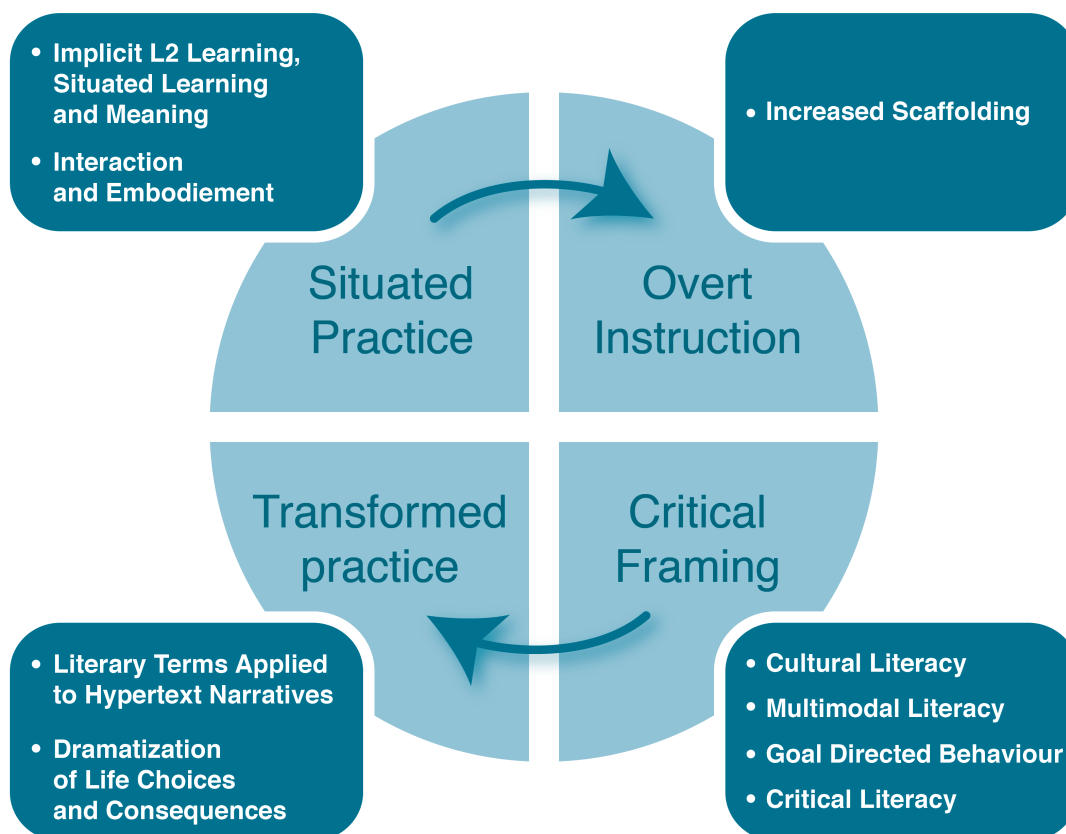 • Implicit L2 Learning,
Situated Learning
and Meaning
• Interaction
and Embodiement
• Increased Scaffolding
Situated
Practice
Overt
Instruction
Transformed
practice
Critical
Framing
• Literary Terms Applied
to Hypertext Narratives
• Dramatization
of Life Choices
and Consequences
• Cultural Literacy
• Multimodal Literacy
• Goal Directed Behaviour
• Critical Literacy